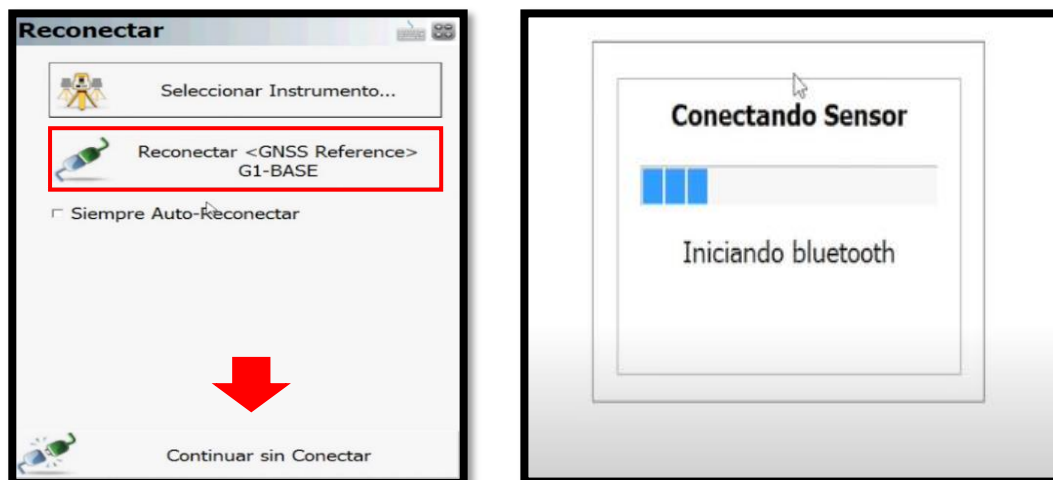 Reconectar
Seleccionar Instrumento...
Reconectar <GNSS Reference>
G1-BASE
Siempre Auto-Reconectar
Continuar sin Conectar
Conectando Sensor
Iniciando bluetooth